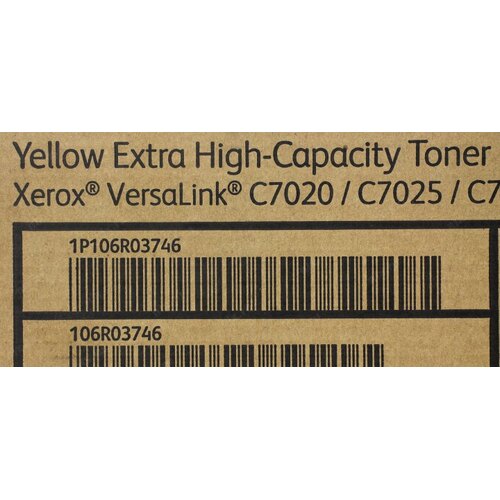 Yellow Extra High-Capacity Toner
Xerox® VersaLink® C7020 / C7025 / C7
1P106R03746
106R03746